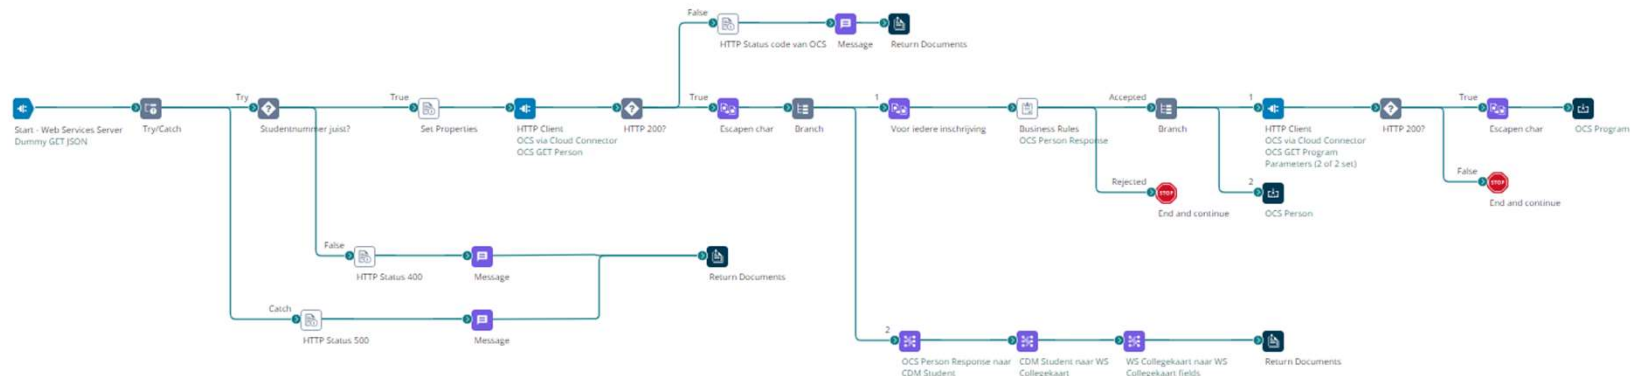 False
HTTP Status code van OCS
Message
Return Documents
Start - Web Services Server
Dummy GET JSON
Try/Catch
Try
Studentnummer juist?
True
Set Properties
HTTP Client
OCS via Cloud Connector
OCS GET Person
HTTP 200?
True
Escapen char
Branch
1
Voor iedere inschrijving
Business Rules
OCS Person Response
Accepted
Branch
1
HTTP Client
OCS via Cloud Connector
OCS GET Program
Parameters (2 of 2 set)
HTTP 200?
True
Escapen char
OCS Program
Rejected
End and continue
2
OCS Person
False
End and continue
False
HTTP Status 400
Message
Return Documents
Catch
HTTP Status 500
Message
2
OCS Person Response naar
CDM Student
CDM Student naar WS
Collegekaart
WS Collegekaart naar WS
Collegekaart fields
Return Documents
STOP
STOP